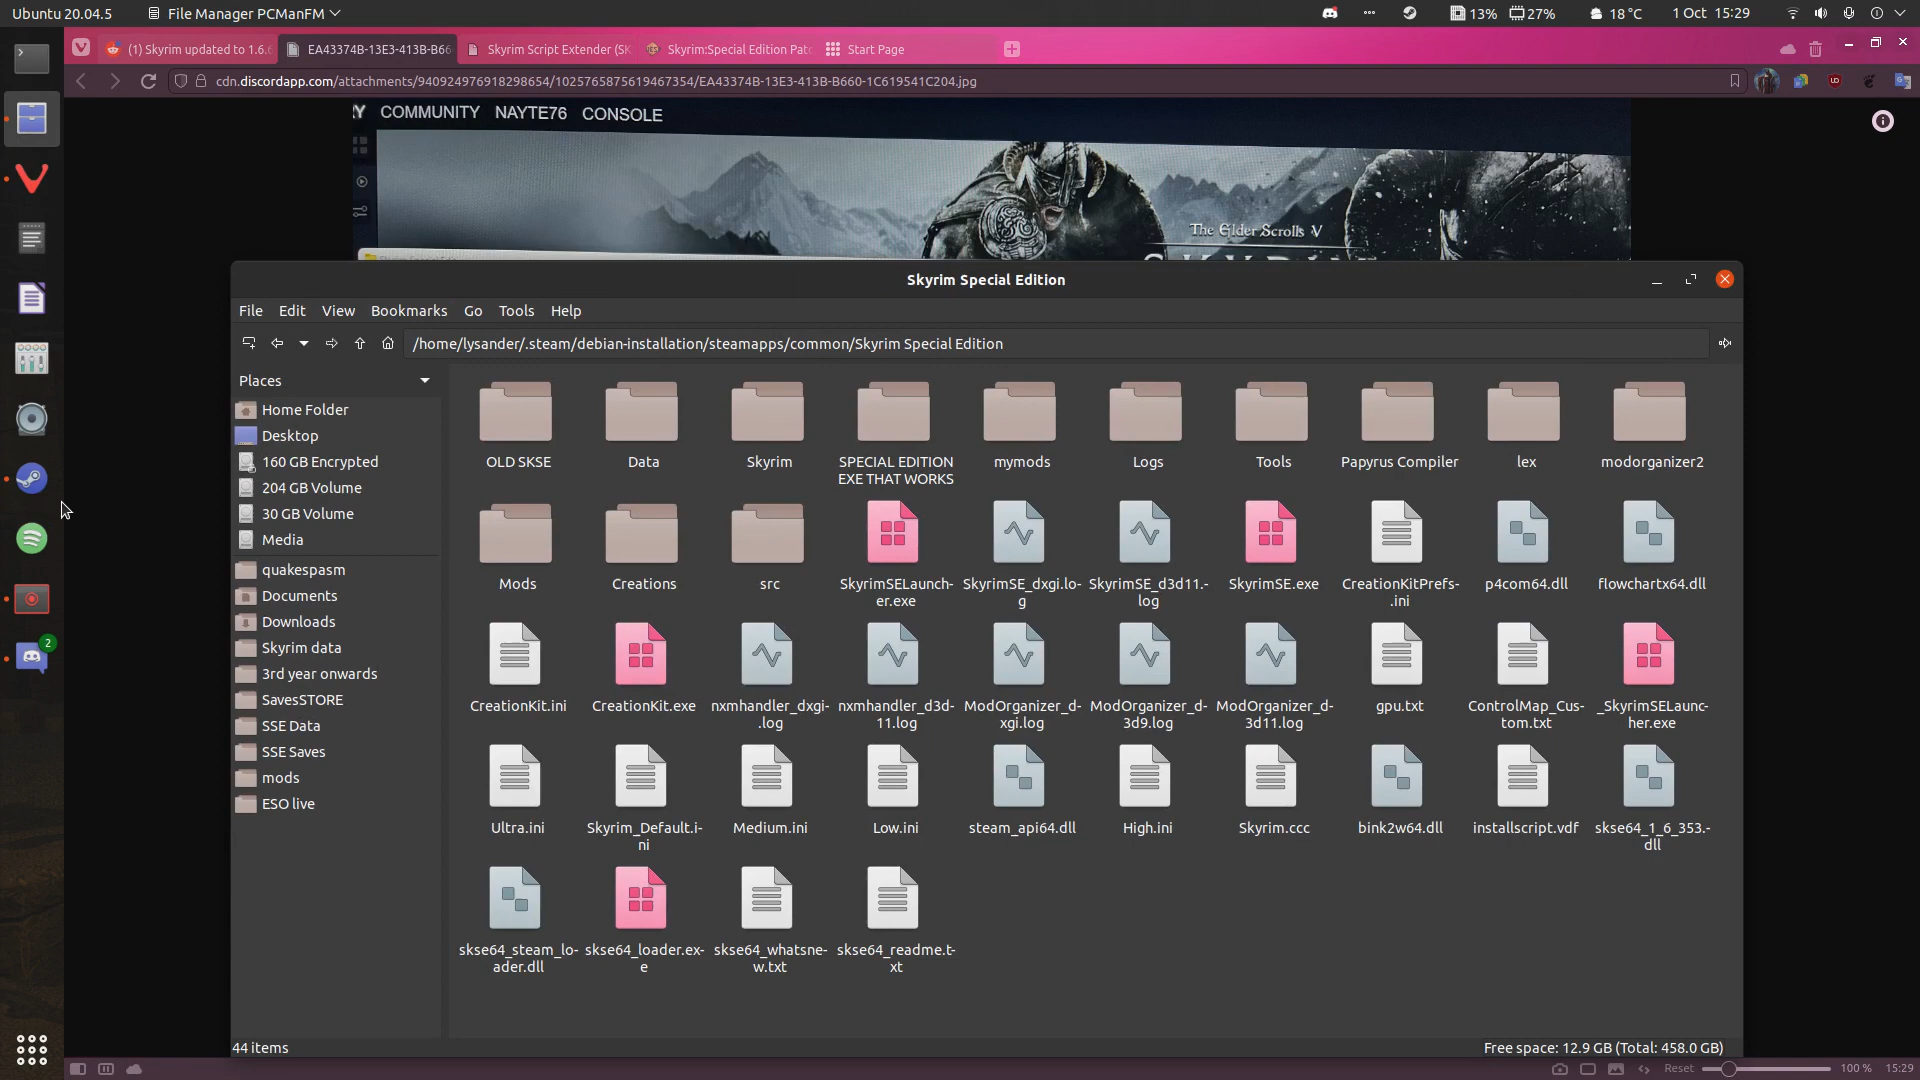 Ubuntu 20.04.5
File Manager PCManFM
13%
27%
18°C
1 Oct 15:29
(1) Skyrim updated to 1.6.6
EA43374B-13E3-413B-B66
Skyrim Script Extender (SK
Skyrim:Special Edition Patc
Start Page
cdn.discordapp.com/attachments/940924976918298654/1025765875619467354/EA43374B-13E3-413B-B660-1C619541C204.jpg
Y COMMUNITY NAYTE76 CONSOLE
The Elder Scrolls V
Skyrim Special Edition
File Edit View Bookmarks Go Tools Help
/home/lysander/.steam/debian-installation/steamapps/common/Skyrim Special Edition
Places
Home Folder
Desktop
160 GB Encrypted
204 GB Volume
30 GB Volume
Media
quakespasm
Documents
Downloads
Skyrim data
3rd year onwards
SavesSTORE
SSE Data
SSE Saves
mods
ESO live
OLD SKSE
Data
Skyrim
SPECIAL EDITION
EXE THAT WORKS
mymods
Logs
Tools
Papyrus Compiler
lex
modorganizer2
Mods
Creations
src
SkyrimSELaunch-
er.exe
SkyrimSE_dxgi.lo-
g
SkyrimSE_d3d11.-
log
SkyrimSE.exe
CreationKitPrefs-
.ini
p4com64.dll
flowchartx64.dll
CreationKit.ini
CreationKit.exe
nxmhandler_dxgi-
.log
nxmhandler_d3d-
11.log
ModOrganizer_d-
xgi.log
ModOrganizer_d-
3d9.log
ModOrganizer_d-
3d11.log
gpu.txt
ControlMap_Cus-
tom.txt
_SkyrimSELaunc-
her.exe
Ultra.ini
Skyrim_Default.i-
ni
Medium.ini
Low.ini
steam_api64.dll
High.ini
Skyrim.ccc
bink2w64.dll
installscript.vdf
skse64_1_6_353.-
dll
skse64_steam_lo-
ader.dll
skse64_loader.ex-
e
skse64_whatsne-
w.txt
skse64_readme.t-
xt
2
44 items
Free space: 12.9 GB (Total: 458.0 GB)
Reset
100 %
15:29